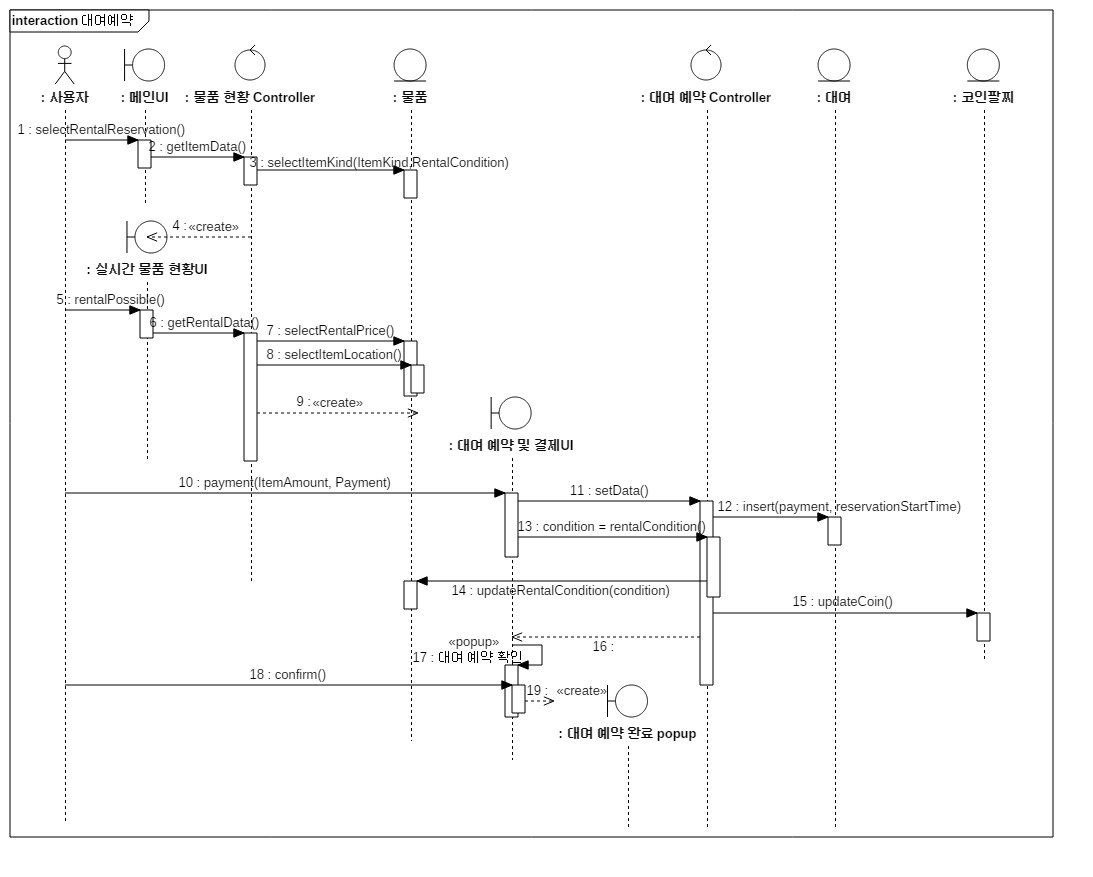 interaction 대여예약
: 사용자
: 메인UI
: 물품 현황 Controller
: 물품
: 대여 예약 Controller
: 대여
: 코인팔찌
1 : selectRentalReservation()
2 : getItemData()
3 : selectItemKind(ItemKind,RentalCondition)
4 : «create»
: 실시간 물품 현황UI
5 : rentalPossible()
6 : getRentalData()
7 : selectRentalPrice()
8 : selectItemLocation()
9 : «create»
: 대여 예약 및 결제UI
10 : payment(ItemAmount, Payment)
11 : setData()
12 : insert(payment, reservationStartTime)
13 : condition = rentalCondition()
14 : updateRentalCondition(condition)
15 : updateCoin()
16 :
«popup»
17 : 대여 예약 확인
18 : confirm()
19 : «create»
: 대여 예약 완료 popup